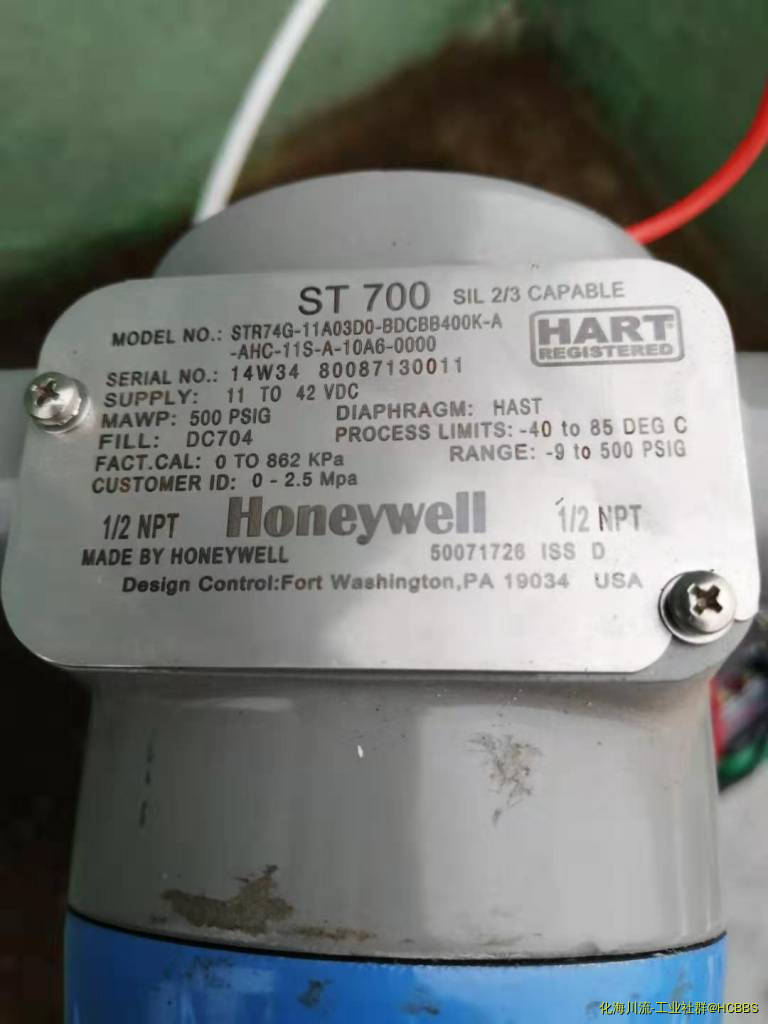 ST 700 SIL 2/3 CAPABLE
MODEL NO.: STR74G-11A03D0-BDCBB400K-A
-AHC-11S-A-10A6-0000
HART
REGISTERED
SERIAL NO.: 14W34 80087130011
SUPPLY: 11 TO 42 VDC
MAWP: 500 PSIG DIAPHRAGM: HAST
FILL: DC704 PROCESS LIMITS: -40 to 85 DEG C
FACT.CAL: 0 TO 862 KPa RANGE: -9 to 500 PSIG
CUSTOMER ID: 0 - 2.5 Mpa
1/2 NPT Honeywell 1/2 NPT
MADE BY HONEYWELL 50071726 ISS D
Design Control:Fort Washington,PA 19034 USA
化海川流-工业社群@HCBBS